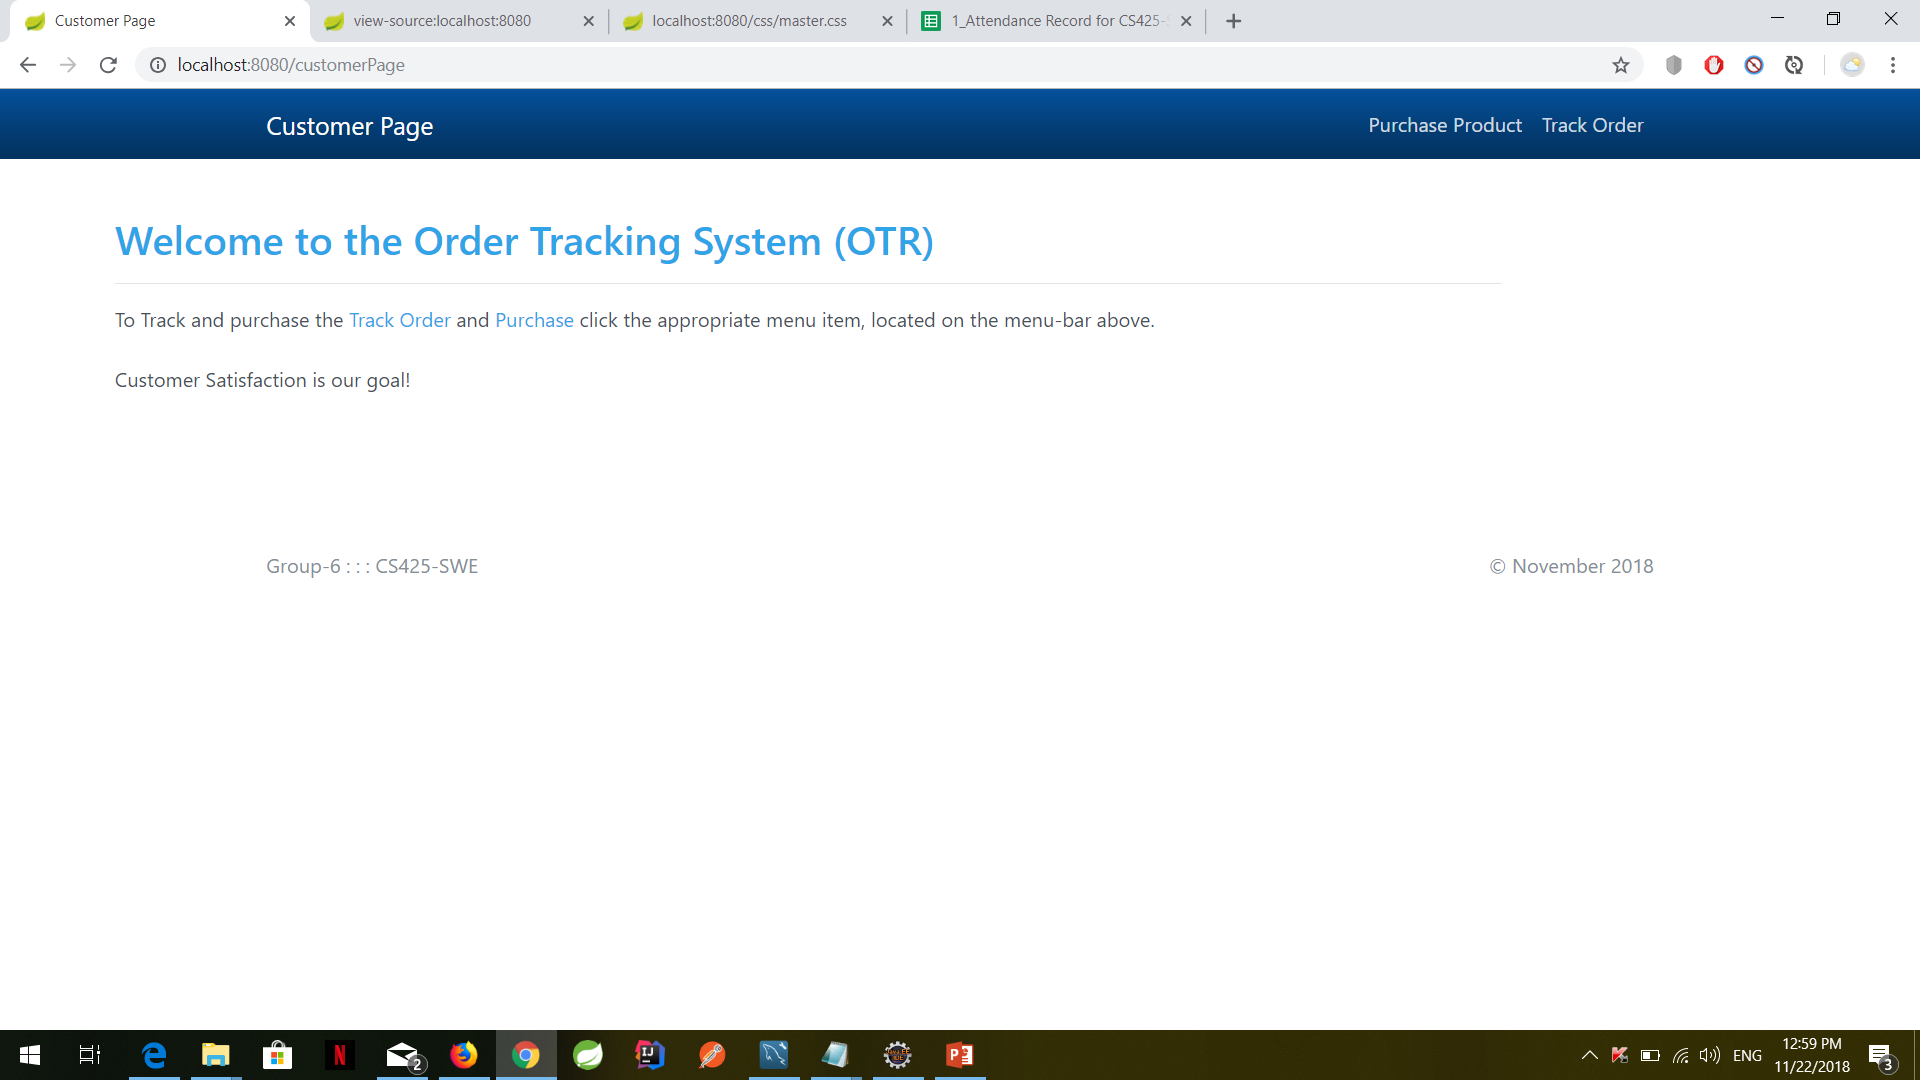 Customer Page
view-source:localhost:8080
localhost:8080/css/master.css
1_Attendance Record for CS425-
localhost:8080/customerPage
Customer Page
Purchase Product Track Order
Welcome to the Order Tracking System (OTR)
To Track and purchase the Track Order and Purchase click the appropriate menu item, located on the menu-bar above.
Customer Satisfaction is our goal!
Group-6 : : : CS425-SWE
© November 2018
N
2
IJ
ENG
12:59 PM
11/22/2018
3